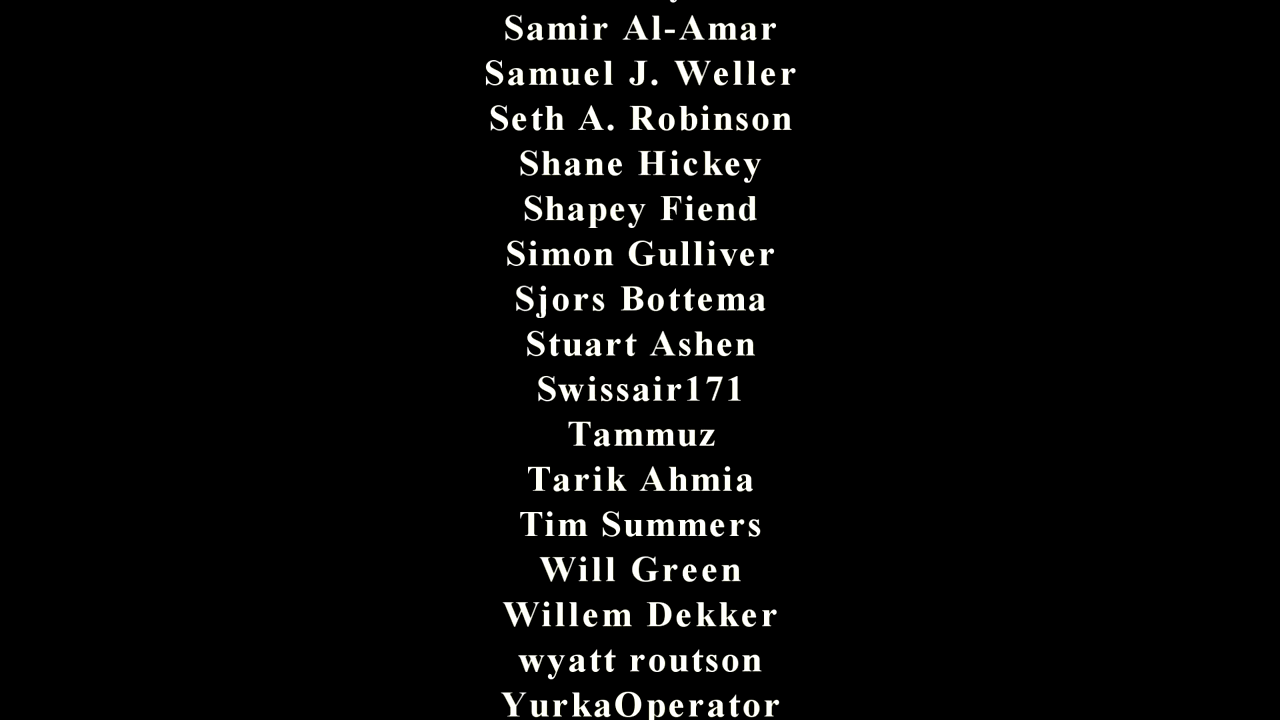 Samir Al-Amar
Samuel J. Weller
Seth A. Robinson
Shane Hickey
Shapey Fiend
Simon Gulliver
Sjors Bottema
Stuart Ashen
Swissair171
Tammuz
Tarik Ahmia
Tim Summers
Will Green
Willem Dekker
wyatt routson
YurkaOperator